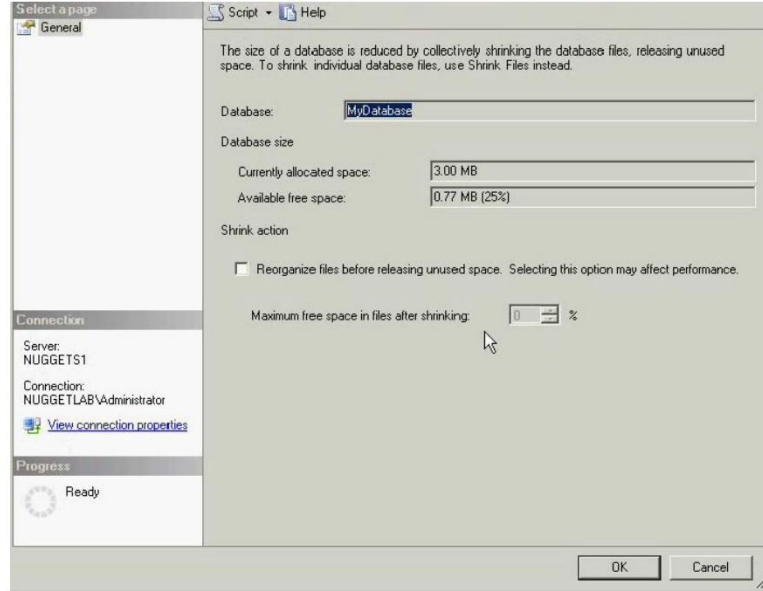 Select a page
General
Script Help
The size of a database is reduced by collectively shrinking the database files, releasing unused
space. To shrink individual database files, use Shrink Files instead.
Database: MyDatabase
Database size
Currently allocated space: 3.00 MB
Available free space: 0.77 MB (25%)
Shrink action
Reorganize files before releasing unused space. Selecting this option may affect performance.
Maximum free space in files after shrinking: 0 %
Connection
Server:
NUGGETS1
Connection:
NUGGETLAB\Administrator
View connection properties
Progress
Ready
OK Cancel